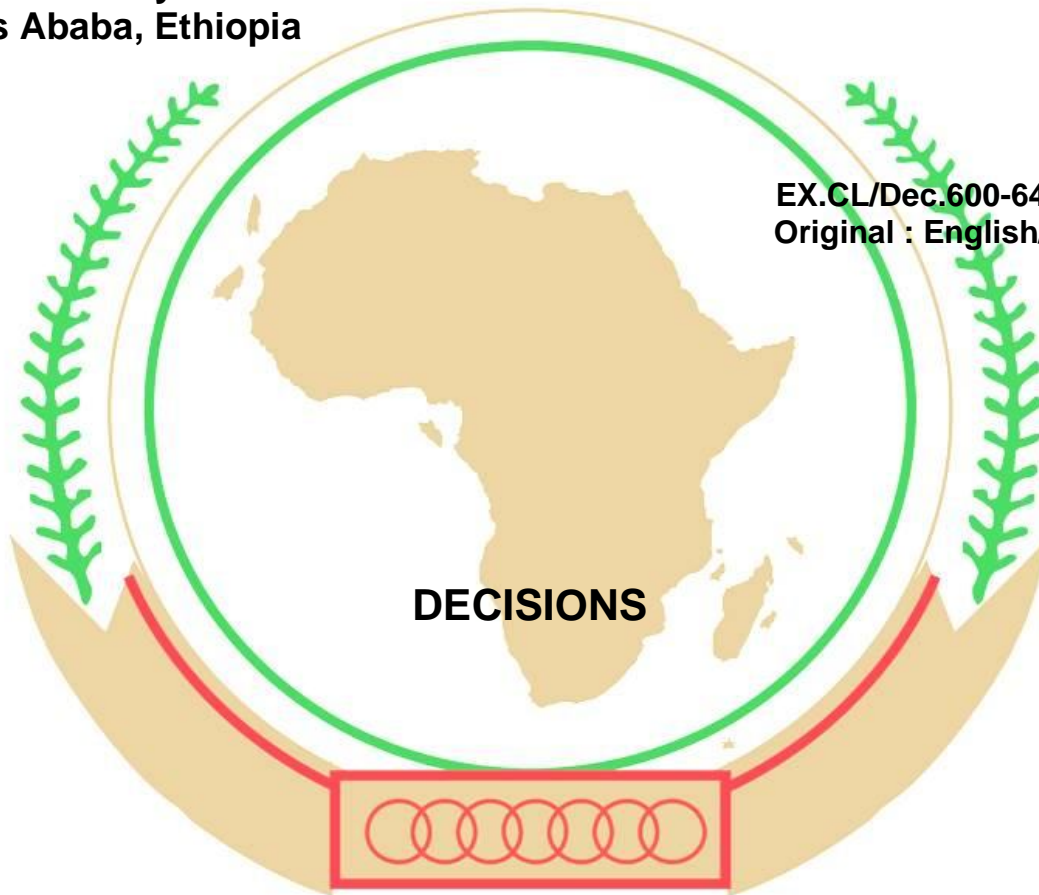 Ababa, Ethiopia
EX.CL/Dec.600-64
Original : English/
DECISIONS